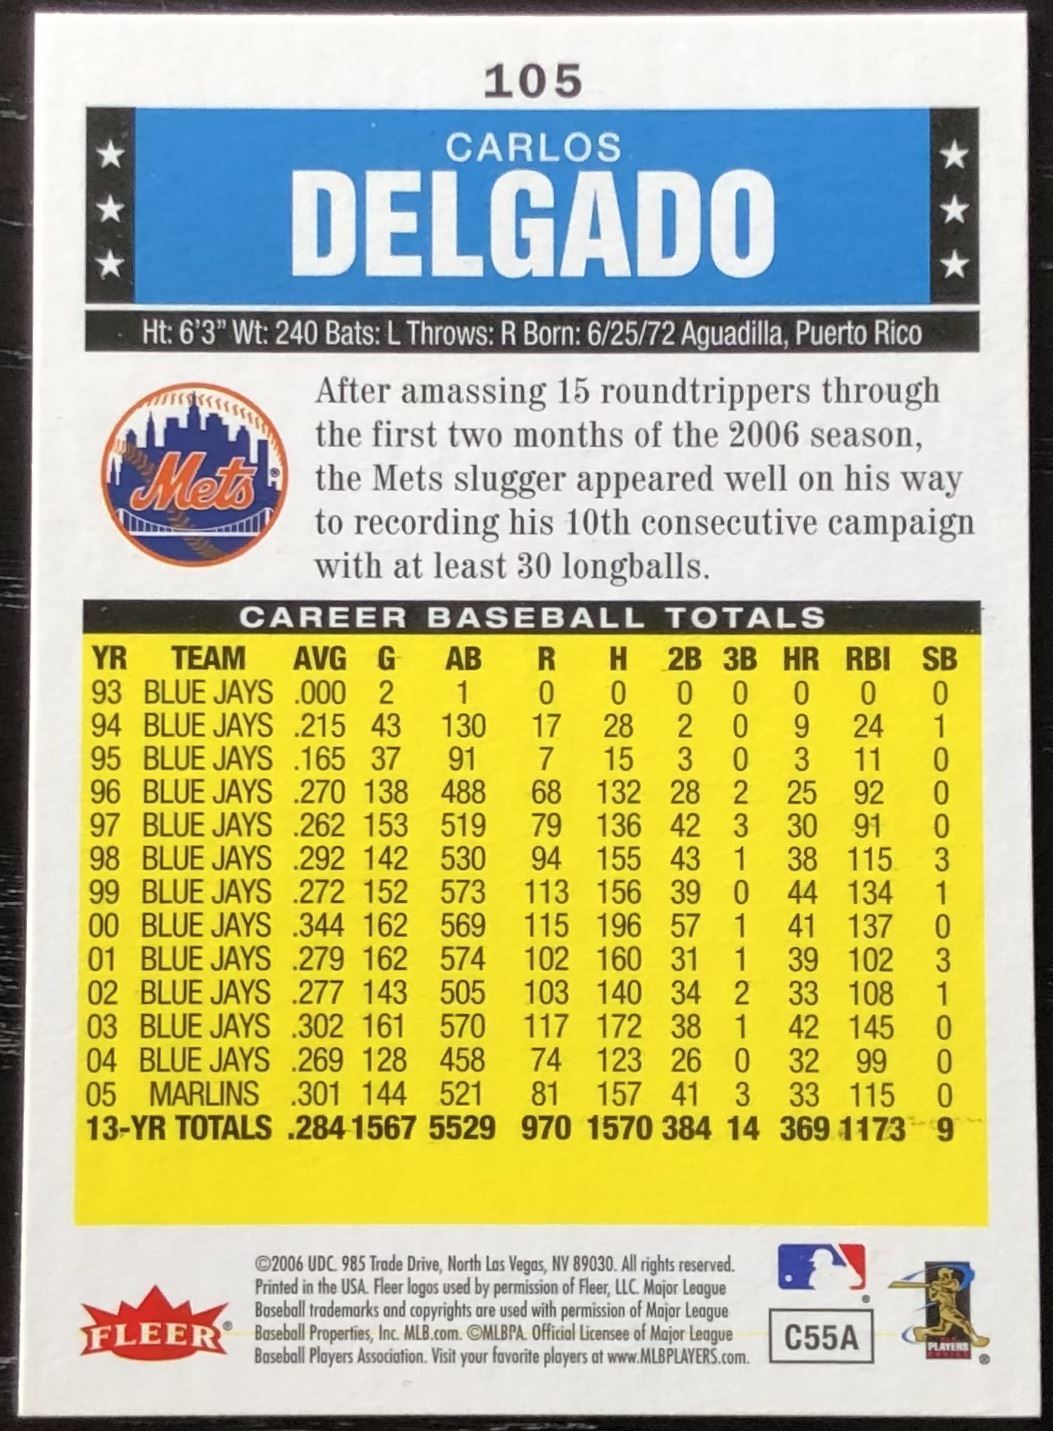 105
CARLOS
DELGADO
Ht: 6'3" Wt: 240 Bats: L Throws: R Born: 6/25/72 Aguadilla, Puerto Rico
Mets
After amassing 15 roundtrippers through
the first two months of the 2006 season,
the Mets slugger appeared well on his way
to recording his 10th consecutive campaign
with at least 30 longballs.
CAREER BASEBALL TOTALS
YR TEAM AVG G AB R H 2B 3B HR RBI SB
93 BLUE JAYS .000 2 1 0 0 0 0 0 0 0
94 BLUE JAYS .215 43 130 17 28 2 0 9 24 1
95 BLUE JAYS .165 37 91 7 15 3 0 3 11 0
96 BLUE JAYS .270 138 488 68 132 28 2 25 92 0
97 BLUE JAYS .262 153 519 79 136 42 3 30 91 0
98 BLUE JAYS .292 142 530 94 155 43 1 38 115 3
99 BLUE JAYS .272 152 573 113 156 39 0 44 134 1
00 BLUE JAYS .344 162 569 115 196 57 1 41 137 0
01 BLUE JAYS .279 162 574 102 160 31 1 39 102 3
02 BLUE JAYS .277 143 505 103 140 34 2 33 108 1
03 BLUE JAYS .302 161 570 117 172 38 1 42 145 0
04 BLUE JAYS .269 128 458 74 123 26 0 32 99 0
05 MARLINS .301 144 521 81 157 41 3 33 115 0
13-YR TOTALS .284 1567 5529 970 1570 384 14 369 1173 9
FLEER®
©2006 UDC. 985 Trade Drive, North Las Vegas, NV 89030. All rights reserved.
Printed in the USA. Fleer logos used by permission of Fleer, LLC. Major League
Baseball trademarks and copyrights are used with permission of Major League
Baseball Properties, Inc. MLB.com. ©MLBPA. Official Licensee of Major League
Baseball Players Association. Visit your favorite players at www.MLBPLAYERS.com.
C55A
PLAYERS